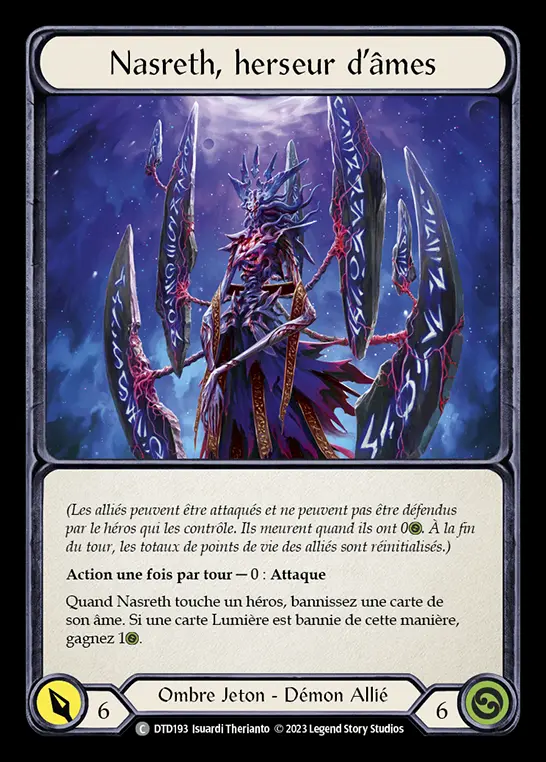 Nasreth, herseur d'âmes
(Les alliés peuvent être attaqués et ne peuvent pas être défendus
par le héros qui les contrôle. Ils meurent quand ils ont 0. À la fin
du tour, les totaux de points de vie des alliés sont réinitialisés.)
Action une fois par tour — 0 : Attaque
Quand Nasreth touche un héros, bannissez une carte de
son âme. Si une carte Lumière est bannie de cette manière,
gagnez 1.
6
Ombre Jeton - Démon Allié
6
C DTD193 Isuardi Therianto © 2023 Legend Story Studios